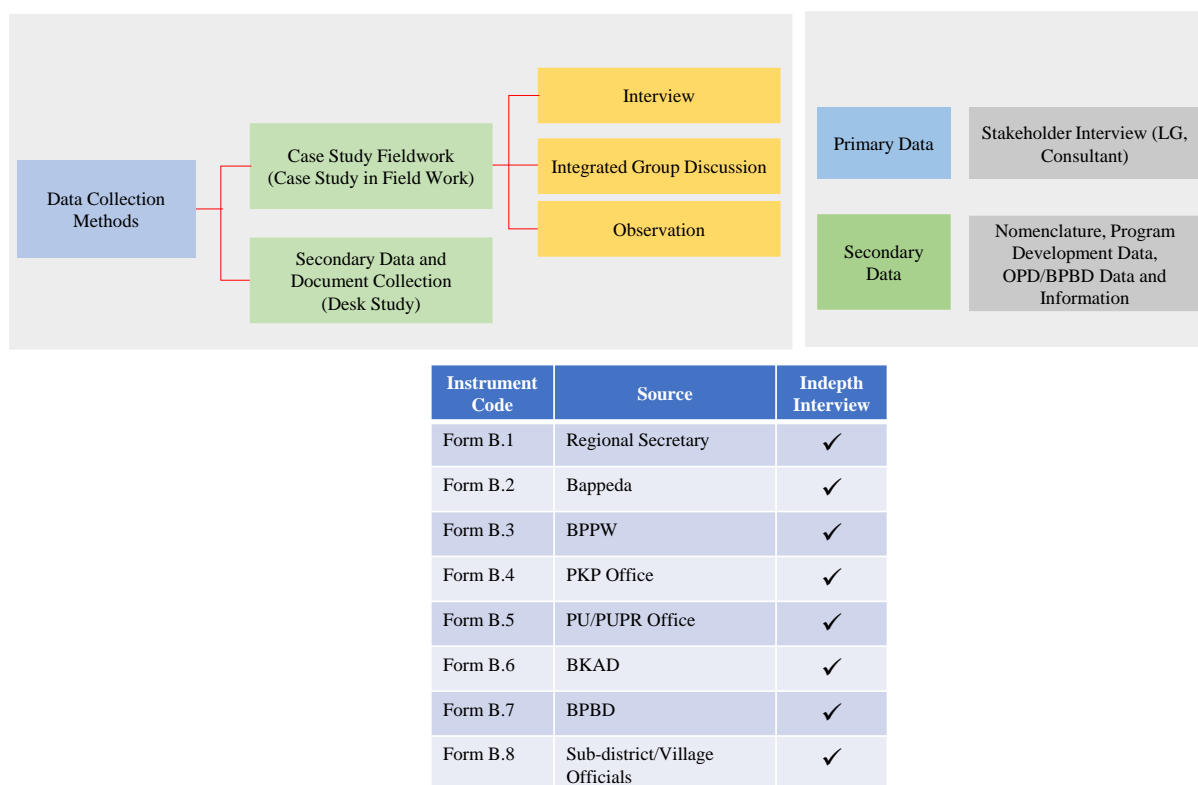 Data Collection
Methods
Case Study Fieldwork
(Case Study in Field Work)
Secondary Data and
Document Collection
(Desk Study)
Interview
Integrated Group Discussion
Observation
Primary Data
Stakeholder Interview (LG,
Consultant)
Secondary
Data
Nomenclature, Program
Development Data,
OPD/BPBD Data and
Information
Instrument
Code
Source
Indepth
Interview
Form B.1 Regional Secretary ✓
Form B.2 Bappeda ✓
Form B.3 BPPW ✓
Form B.4 PKP Office ✓
Form B.5 PU/PUPR Office ✓
Form B.6 BKAD ✓
Form B.7 BPBD ✓
Form B.8 Sub-district/Village ✓
Officials